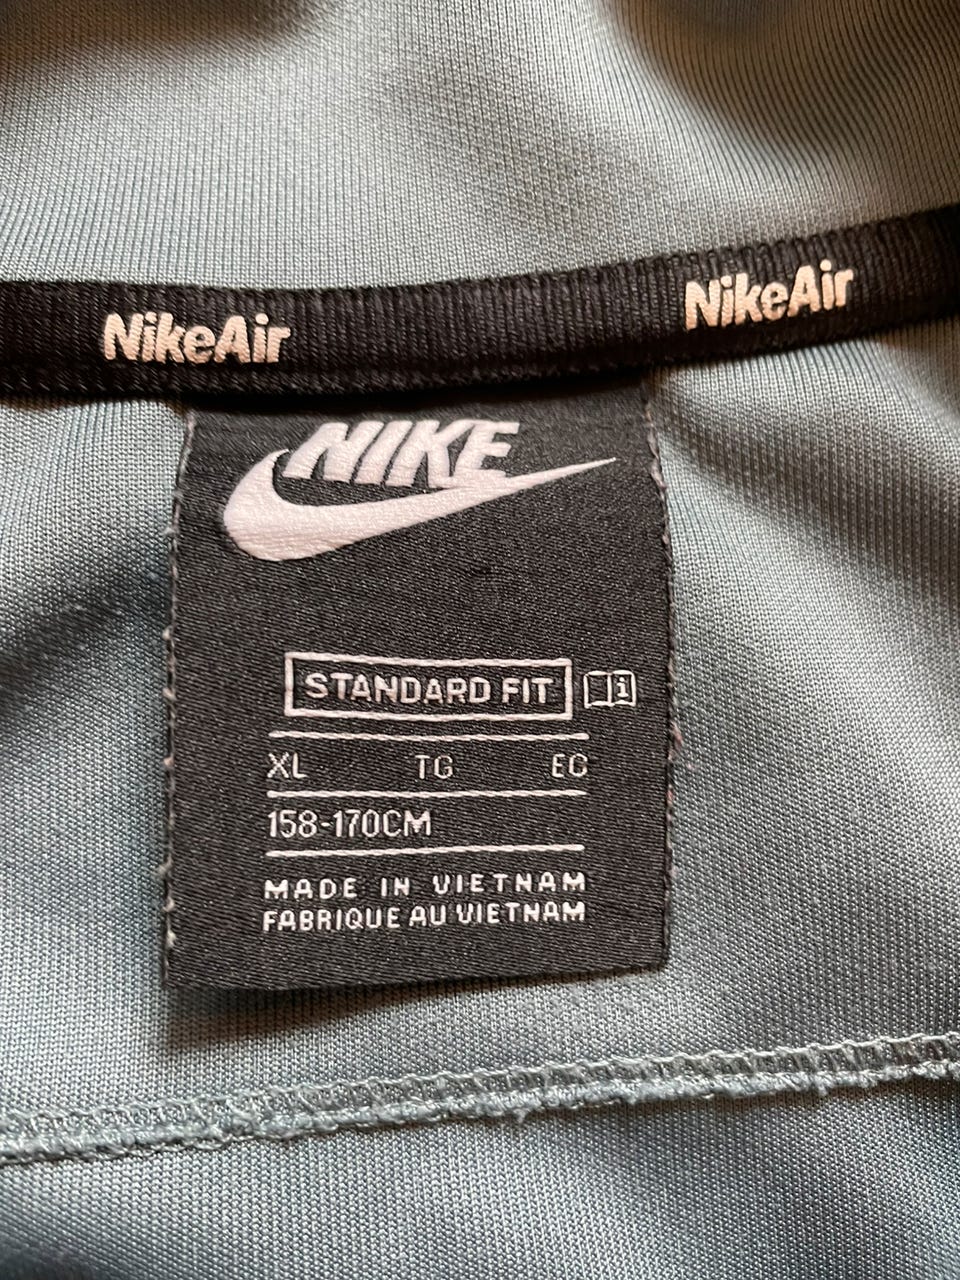 NikeAir NikeAir
NIKE
STANDARD FIT
XL TG EG
158-170CM
MADE IN VIETNAM
FABRIQUE AU VIETNAM